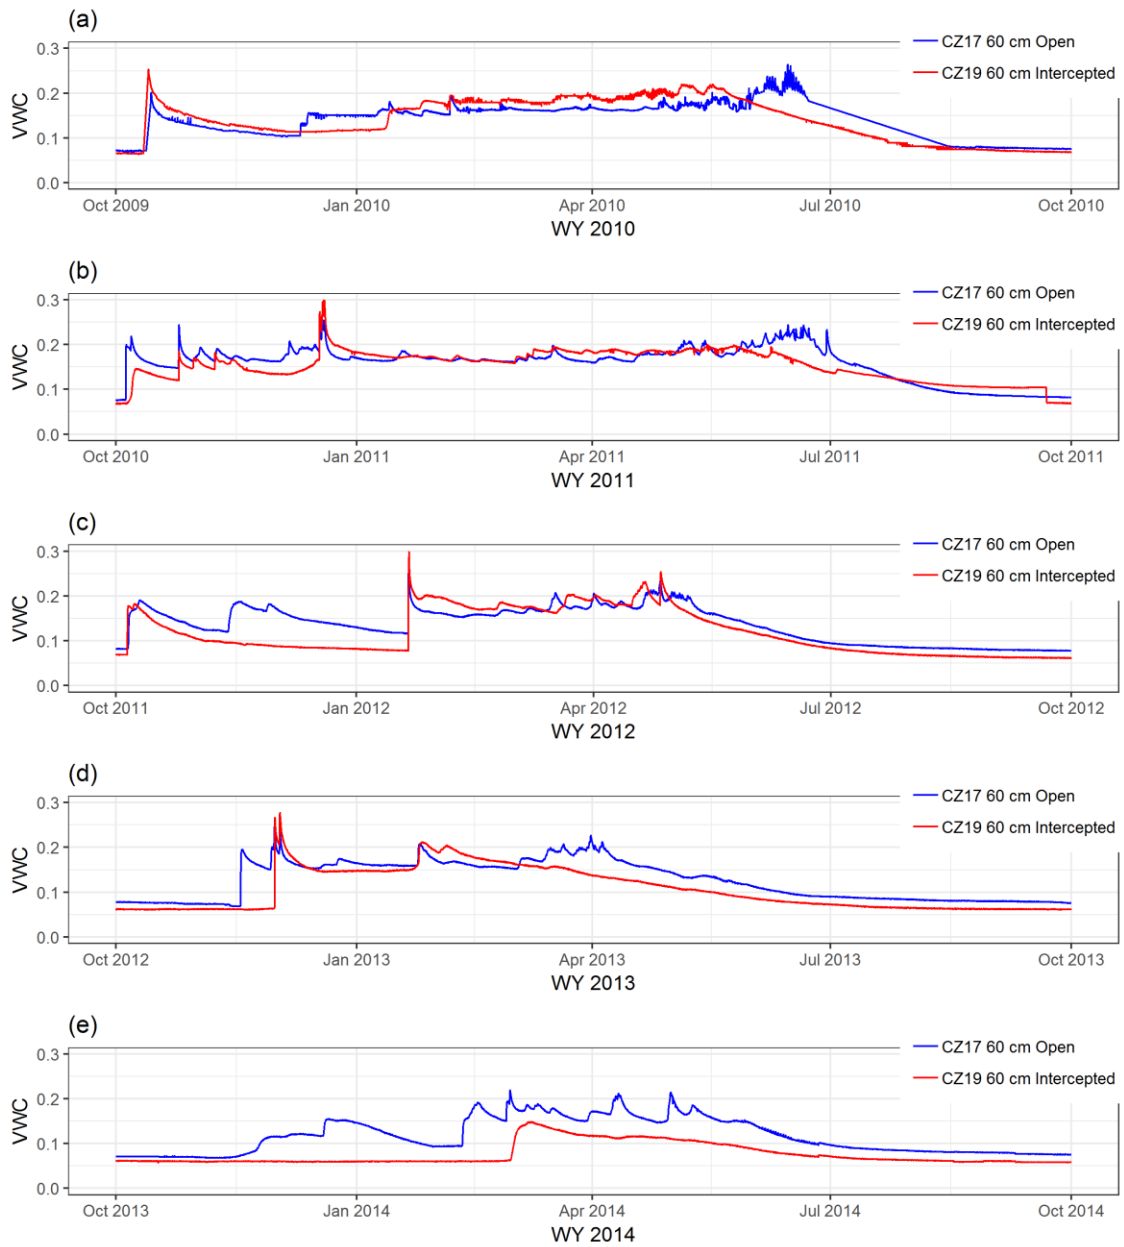 (a)
CZ17 60 cm Open
CZ19 60 cm Intercepted
0.3
0.2
0.1
0.0
VWC
Oct 2009 Jan 2010 Apr 2010 Jul 2010 Oct 2010
WY 2010
(b)
CZ17 60 cm Open
CZ19 60 cm Intercepted
0.3
0.2
0.1
0.0
VWC
Oct 2010 Jan 2011 Apr 2011 Jul 2011 Oct 2011
WY 2011
(c)
CZ17 60 cm Open
CZ19 60 cm Intercepted
0.3
0.2
0.1
0.0
VWC
Oct 2011 Jan 2012 Apr 2012 Jul 2012 Oct 2012
WY 2012
(d)
CZ17 60 cm Open
CZ19 60 cm Intercepted
0.3
0.2
0.1
0.0
VWC
Oct 2012 Jan 2013 Apr 2013 Jul 2013 Oct 2013
WY 2013
(e)
CZ17 60 cm Open
CZ19 60 cm Intercepted
0.3
0.2
0.1
0.0
VWC
Oct 2013 Jan 2014 Apr 2014 Jul 2014 Oct 2014
WY 2014